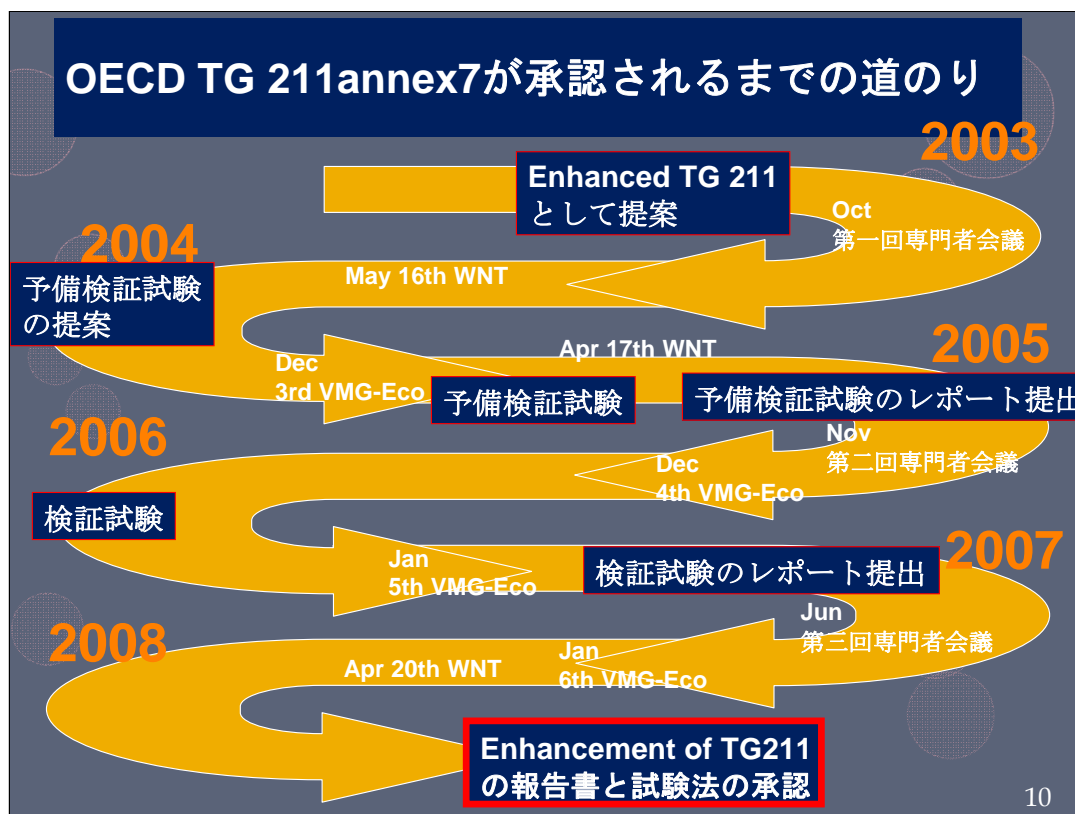 OECD TG 211annex7が承認されるまでの道のり
2003
Enhanced TG 211
として提案
Oct
第一回専門者会議
2004
May 16th WNT
予備検証試験
の提案
Dec
3rd VMG-Eco
予備検証試験
Apr 17th WNT
2005
予備検証試験のレポート提出
Nov
第二回専門者会議
Dec
4th VMG-Eco
2006
検証試験
Jan
5th VMG-Eco
検証試験のレポート提出
2007
Jun
第三回専門者会議
Jan
6th VMG-Eco
2008
Apr 20th WNT
Enhancement of TG211
の報告書と試験法の承認
10